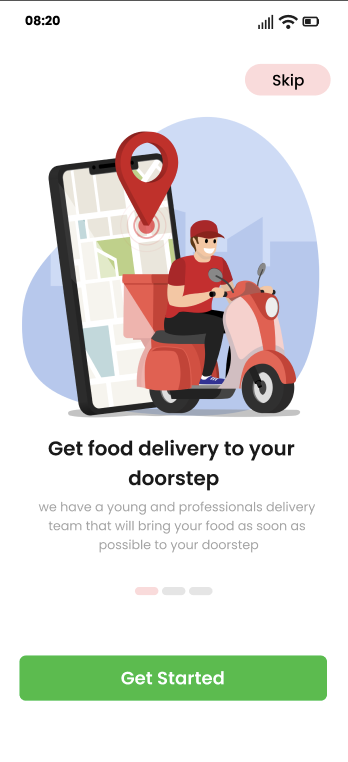 08:20
Skip
Get food delivery to your
doorstep
we have a young and professionals delivery
team that will bring your food as soon as
possible to your doorstep
Get Started